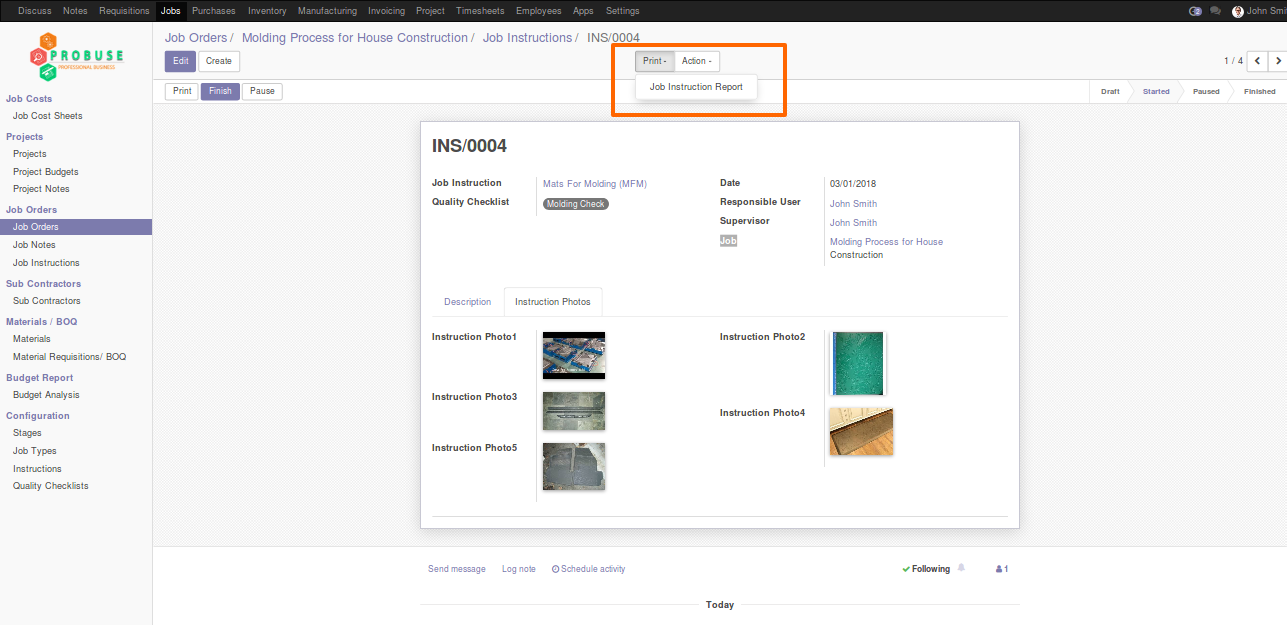 Discuss Notes Requisitions Jobs Purchases Inventory Manufacturing Invoicing Project Timesheets Employees Apps Settings
John Smi
PROBUSE
PROFESSIONAL BUSINESS
Job Costs
Job Cost Sheets
Projects
Projects
Project Budgets
Project Notes
Job Orders
Job Orders
Job Notes
Job Instructions
Sub Contractors
Sub Contractors
Materials / BOQ
Materials
Material Requisitions/ BOQ
Budget Report
Budget Analysis
Configuration
Stages
Job Types
Instructions
Quality Checklists
Job Orders / Molding Process for House Construction / Job Instructions / INS/0004
Edit Create
Print Action
1 / 4
Job Instruction Report
Print Finish Pause
Draft Started Paused Finished
INS/0004
Job Instruction Mats For Molding (MFM)
Quality Checklist Molding Check
Date 03/01/2018
Responsible User John Smith
Supervisor John Smith
Job Molding Process for House
Construction
Description Instruction Photos
Instruction Photo1
Instruction Photo2
Instruction Photo3
Instruction Photo4
Instruction Photo5
Send message Log note Schedule activity
Following 1
Today